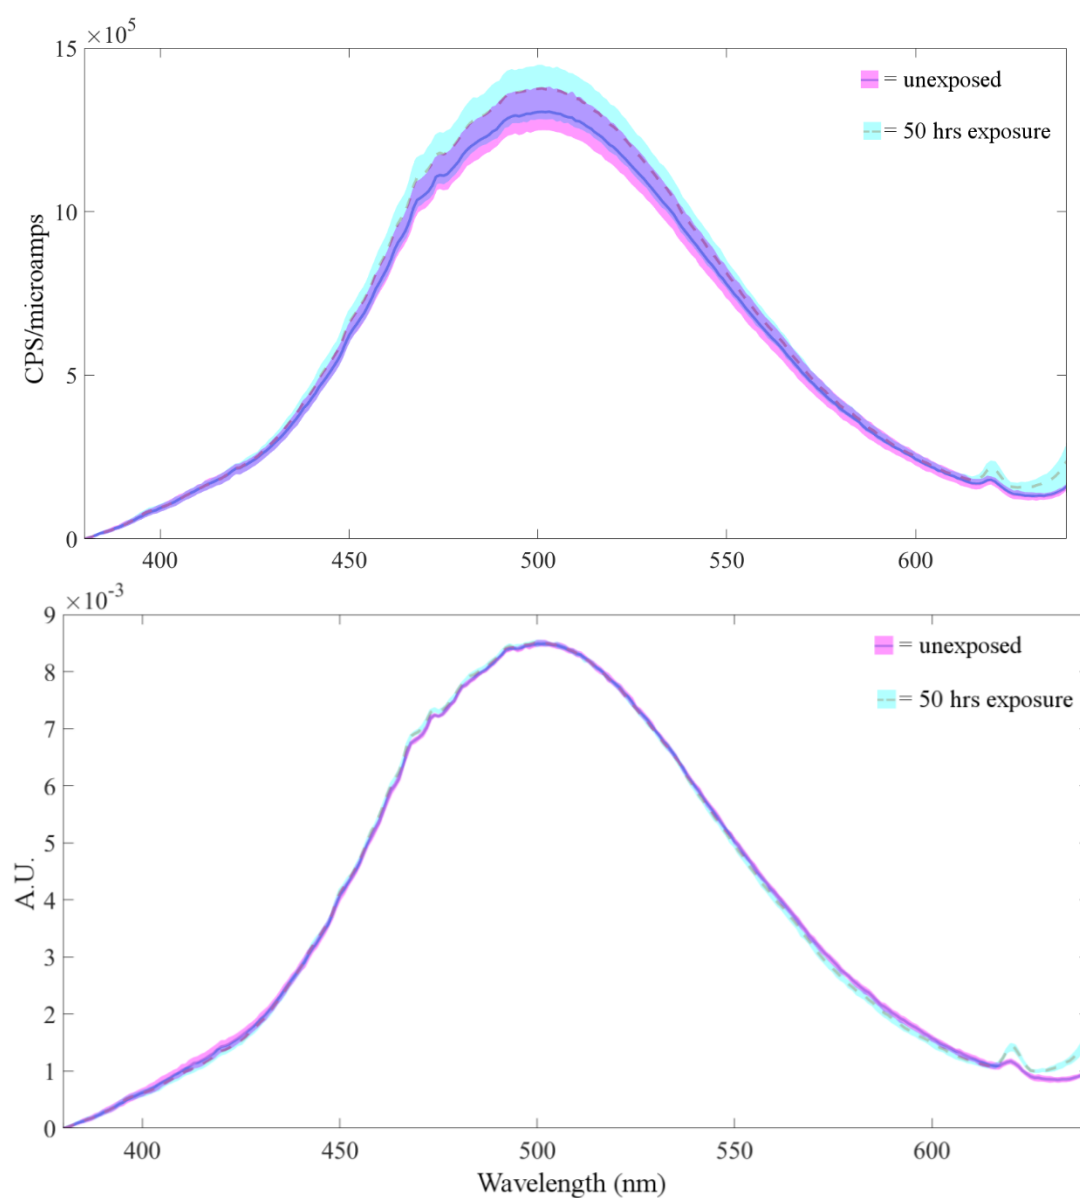 ×10⁵
15
10
5
0
CPS/microamps
= unexposed
= 50 hrs exposure
400 450 500 550 600
×10⁻³
9
8
7
6
5
4
3
2
1
0
A.U.
= unexposed
= 50 hrs exposure
400 450 500 550 600
Wavelength (nm)